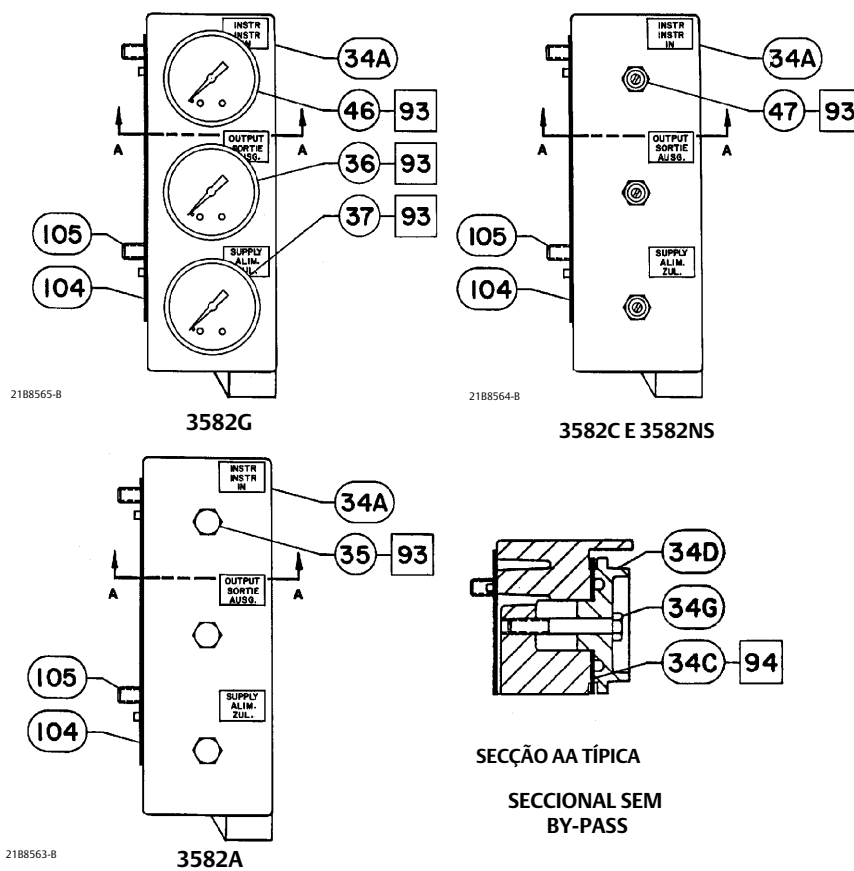 INSTR
INSTR
IN
34A
46 93
A A
OUTPUT
SORTIE
AUSG.
36 93
37 93
105
SUPPLY
ALIM.
ZUL.
104
21B8565-B
3582G
INSTR
INSTR
IN
34A
47 93
A A
OUTPUT
SORTIE
AUSG.
105
SUPPLY
ALIM.
ZUL.
104
21B8564-B
3582C E 3582NS
INSTR
INSTR
IN
34A
35 93
A A
OUTPUT
SORTIE
AUSG.
105
SUPPLY
ALIM.
ZUL.
104
21B8563-B
3582A
34D
34G
34C 94
SECÇÃO AA TÍPICA
SECCIONAL SEM
BY-PASS